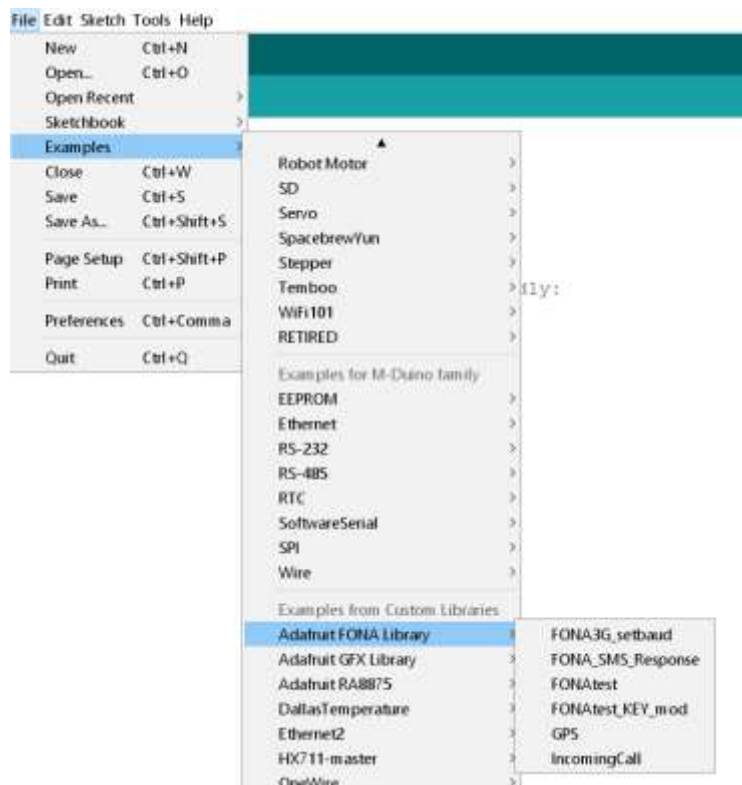 File Edit Sketch Tools Help
New Ctrl+N
Open... Ctrl+O
Open Recent
Sketchbook
Examples
Close Ctrl+W
Save Ctrl+S
Save As... Ctrl+Shift+S
Page Setup Ctrl+Shift+P
Print Ctrl+P
Preferences Ctrl+Comma
Quit Ctrl+Q
Robot Motor
SD
Servo
SpacebrewYun
Stepper
Temboo
WiFi101
RETIRED
Examples for M-Duino family
EEPROM
Ethernet
RS-232
RS-485
RTC
SoftwareSerial
SPI
Wire
Examples from Custom Libraries
Adafruit FONA Library
Adafruit GFX Library
Adafruit RA8875
DallasTemperature
Ethernet2
HX711-master
OneWire
FONA3G_setbaud
FONA_SMS_Response
FONAtest
FONAtest_KEY_mod
GPS
IncomingCall
ily: